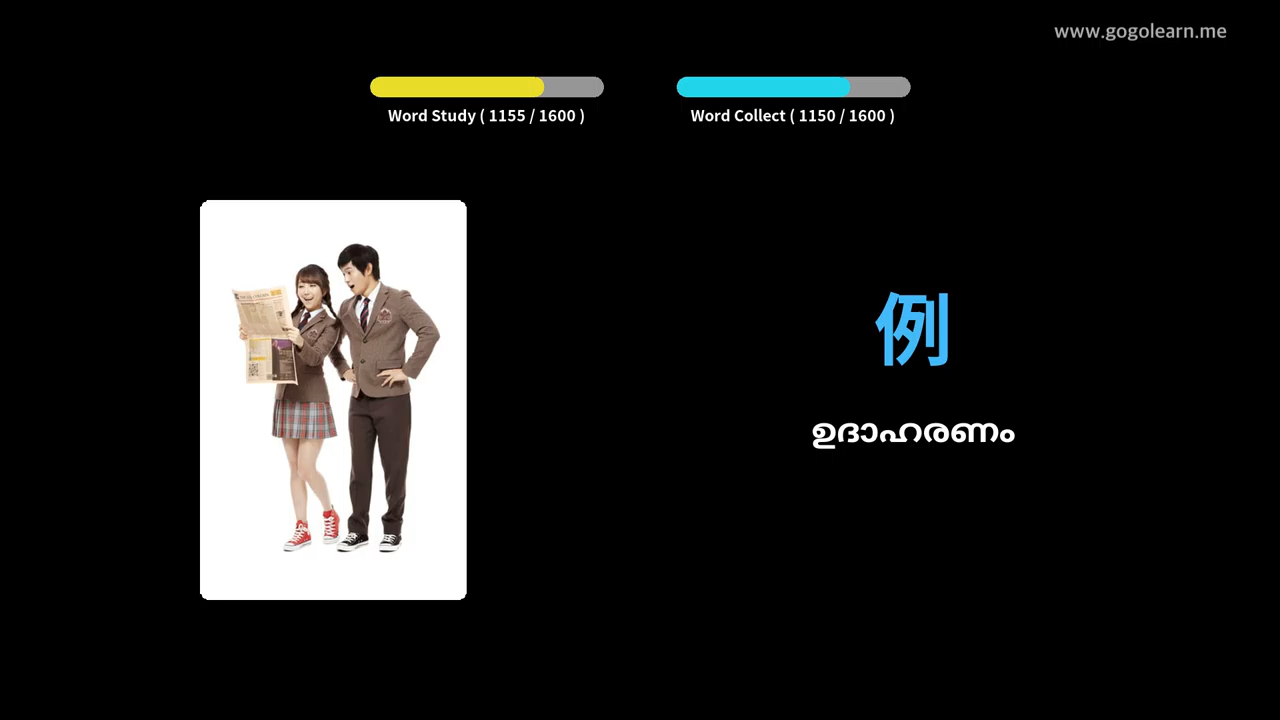 www.gogolearn.me
Word Study ( 1155 / 1600 )
Word Collect ( 1150 / 1600 )
例
ഉദാഹരണം